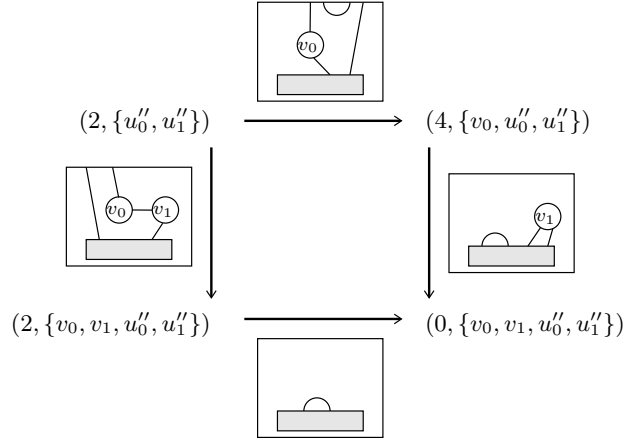 v₀
(2, {u″₀, u″₁}) (4, {v₀, u″₀, u″₁})
v₀ v₁ v₁
(2, {v₀, v₁, u″₀, u″₁}) (0, {v₀, v₁, u″₀, u″₁})